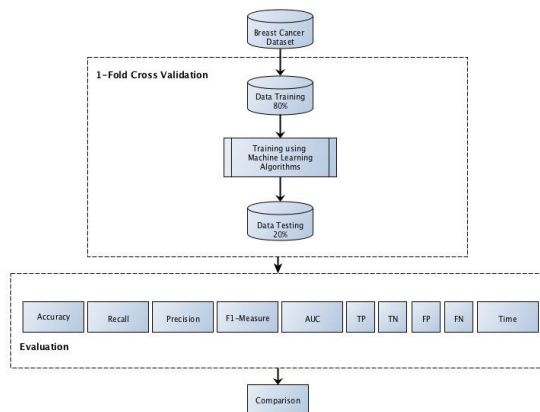 Breast Cancer
Dataset
1-Fold Cross Validation
Data Training
80%
Training using
Machine Learning
Algorithms
Data Testing
20%
Accuracy
Recall
Precision
F1-Measure
AUC
TP
TN
FP
FN
Time
Evaluation
Comparison